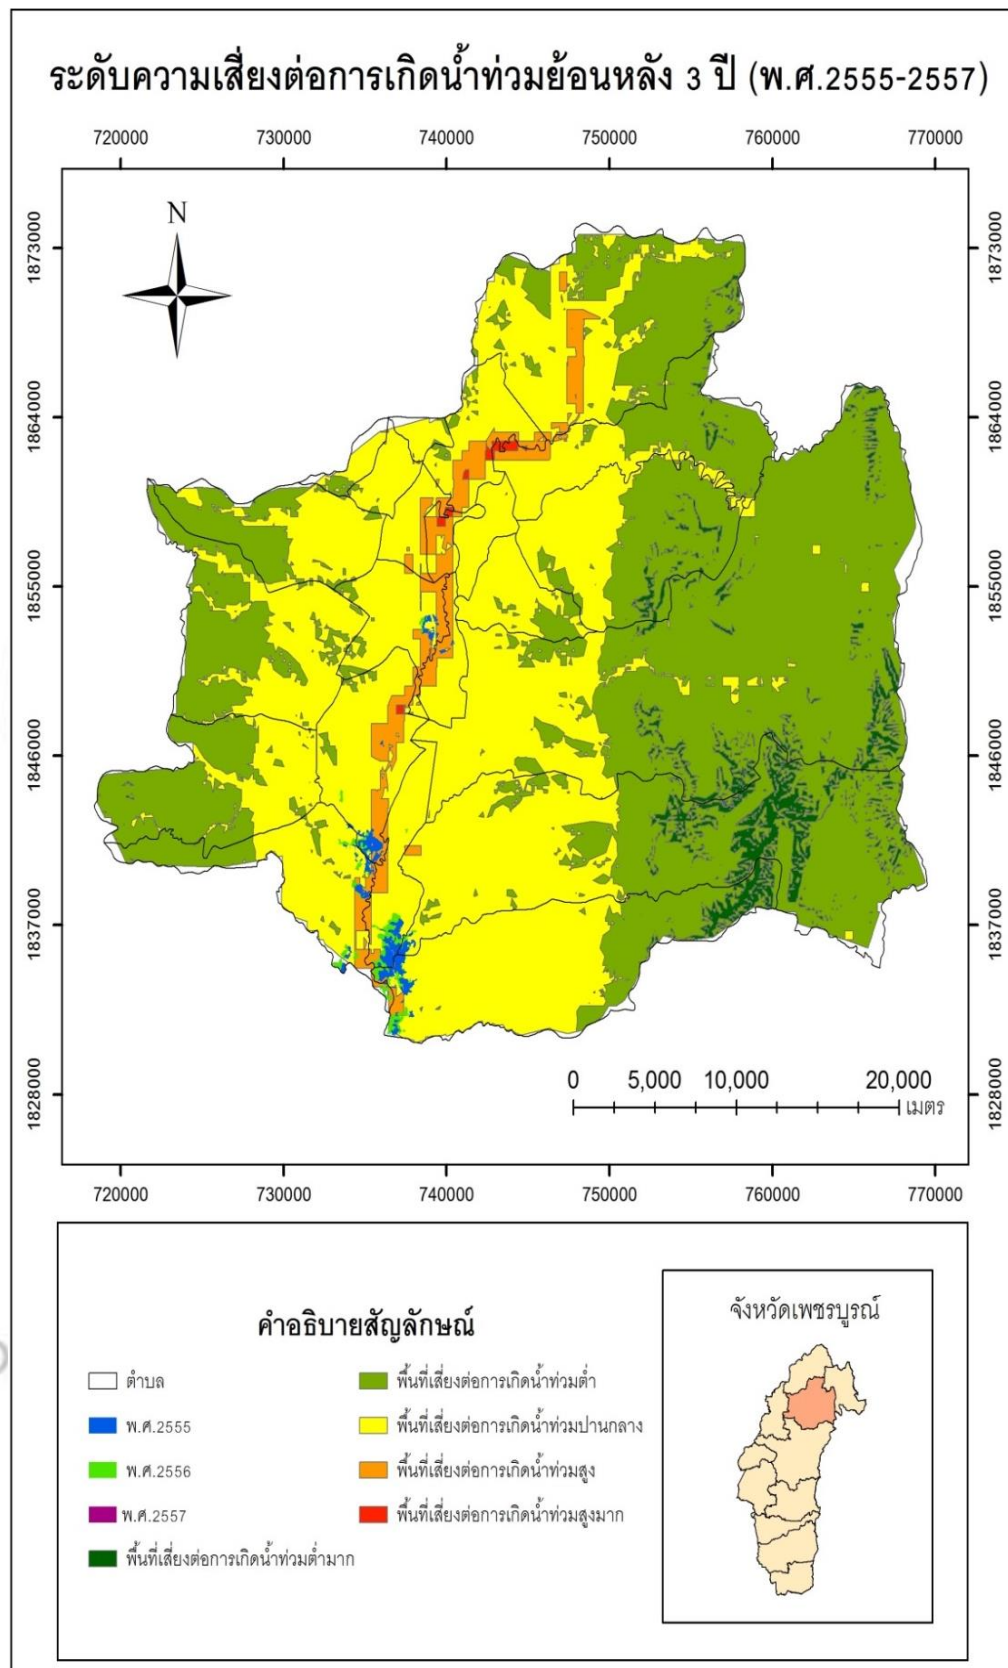 ระดับความเสี่ยงต่อการเกิดน้ำท่วมย้อนหลัง 3 ปี (พ.ศ.2555-2557)
720000 730000 740000 750000 760000 770000
N
1873000 1873000
1864000 1864000
1855000 1855000
1846000 1846000
1837000 1837000
1828000 1828000
0 5,000 10,000 20,000
เมตร
720000 730000 740000 750000 760000 770000
คำอธิบายสัญลักษณ์
ตำบล
พ.ศ.2555
พ.ศ.2556
พ.ศ.2557
พื้นที่เสี่ยงต่อการเกิดน้ำท่วมต่ำมาก
พื้นที่เสี่ยงต่อการเกิดน้ำท่วมต่ำ
พื้นที่เสี่ยงต่อการเกิดน้ำท่วมปานกลาง
พื้นที่เสี่ยงต่อการเกิดน้ำท่วมสูง
พื้นที่เสี่ยงต่อการเกิดน้ำท่วมสูงมาก
จังหวัดเพชรบูรณ์